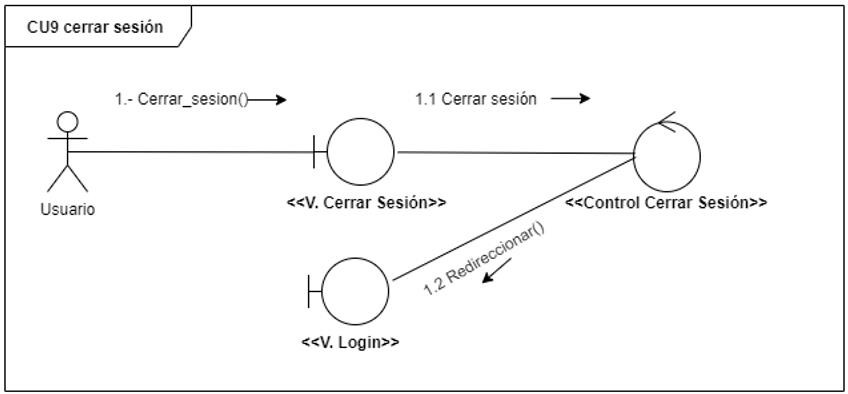 CU9 cerrar sesión
1.- Cerrar_sesion()
1.1 Cerrar sesión
Usuario
<<V. Cerrar Sesión>>
<<Control Cerrar Sesión>>
1.2 Redireccionar()
<<V. Login>>